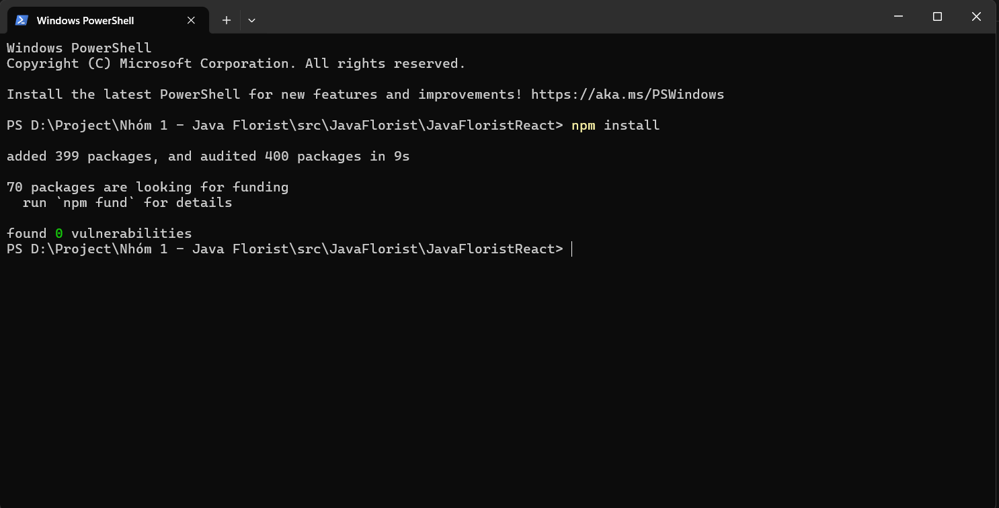 Windows PowerShell
Windows PowerShell
Copyright (C) Microsoft Corporation. All rights reserved.
Install the latest PowerShell for new features and improvements! https://aka.ms/PSWindows
PS D:\Project\Nhóm 1 - Java Florist\src\JavaFlorist\JavaFloristReact> npm install
added 399 packages, and audited 400 packages in 9s
70 packages are looking for funding
  run `npm fund` for details
found 0 vulnerabilities
PS D:\Project\Nhóm 1 - Java Florist\src\JavaFlorist\JavaFloristReact>